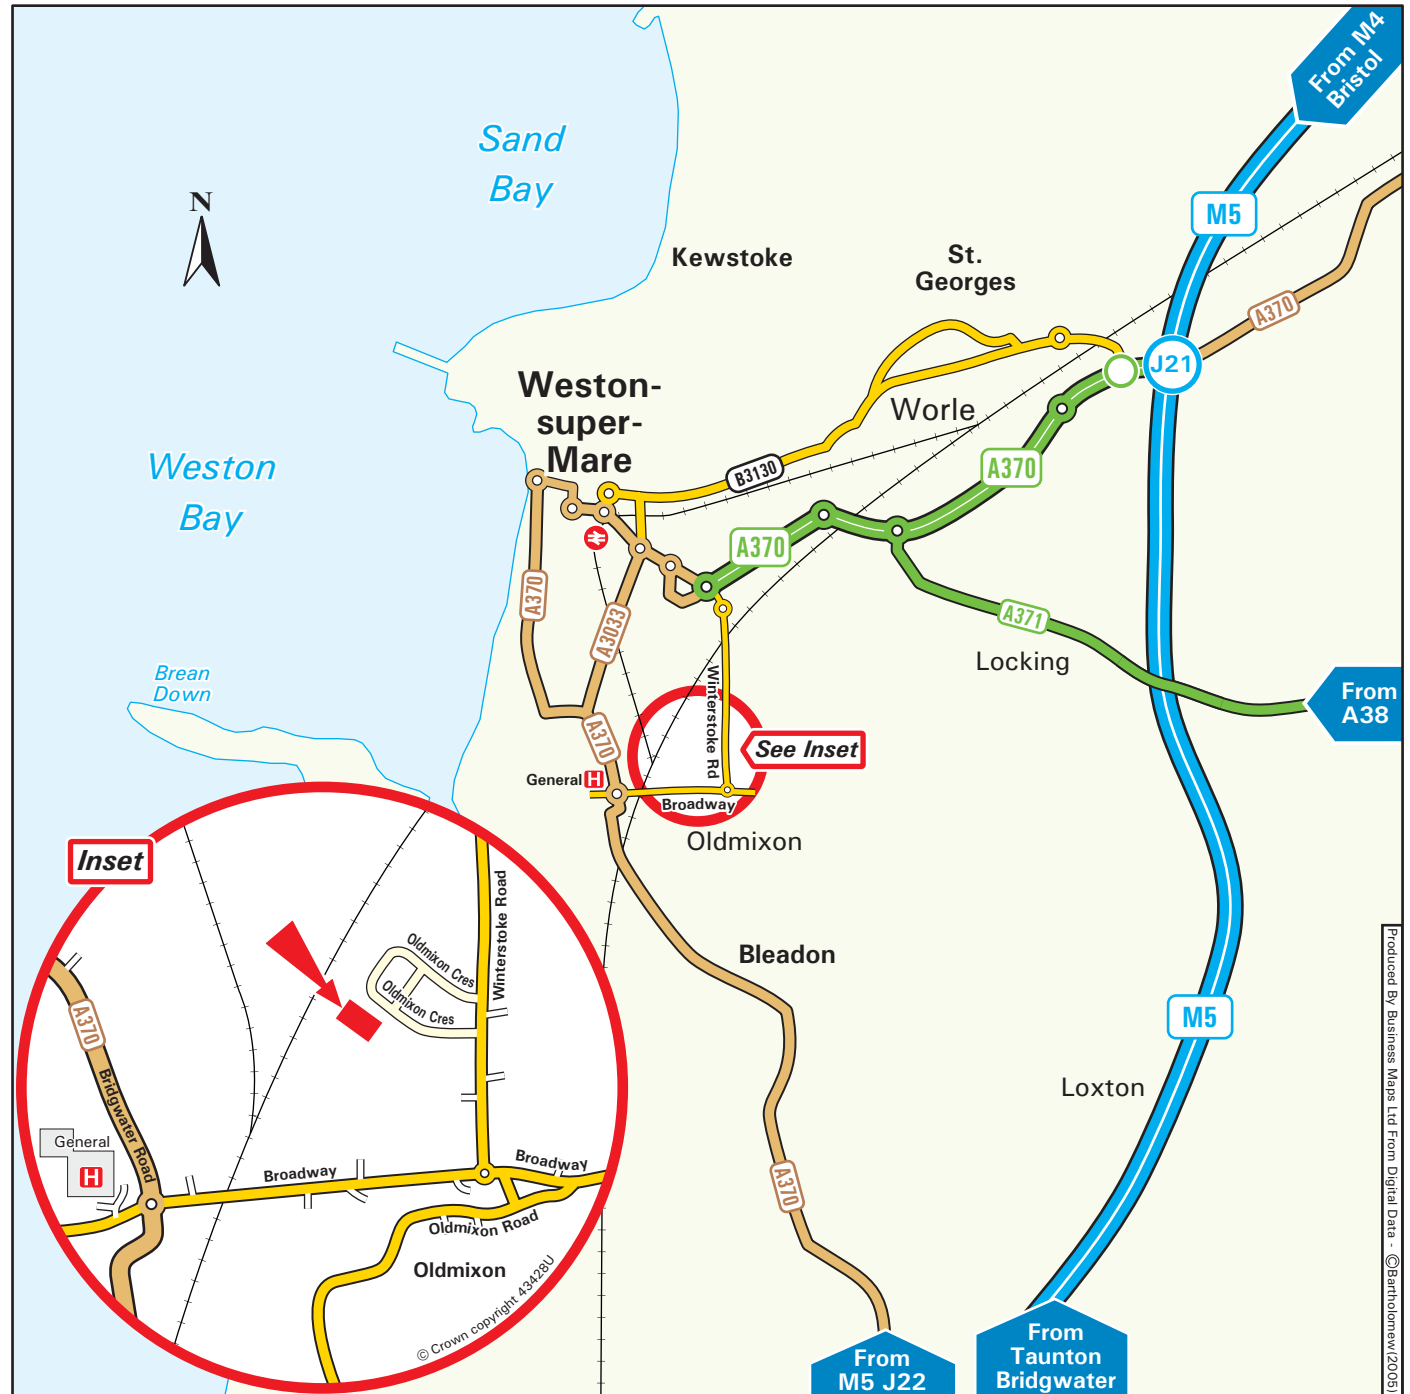 From M4
Bristol
Sand
Bay
N
M5
Kewstoke
St.
Georges
A370
J21
Weston-
super-
Mare
Worle
Weston
Bay
B3130
A370
A370
A370
A3033
A371
Locking
Brean
Down
From
A38
Winterstoke Rd
A370
See Inset
General H
Broadway
Oldmixon
Inset
Winterstoke Road
Oldmixon Cres
Oldmixon Cres
Bleadon
A370
M5
Bridgwater Road
Loxton
General
H
Broadway
Broadway
A370
Oldmixon Road
Oldmixon
© Crown copyright 43428U
From
M5 J22
From
Taunton
Bridgwater
Produced By Business Maps Ltd From Digital Data - ©Bartholomew(2005)